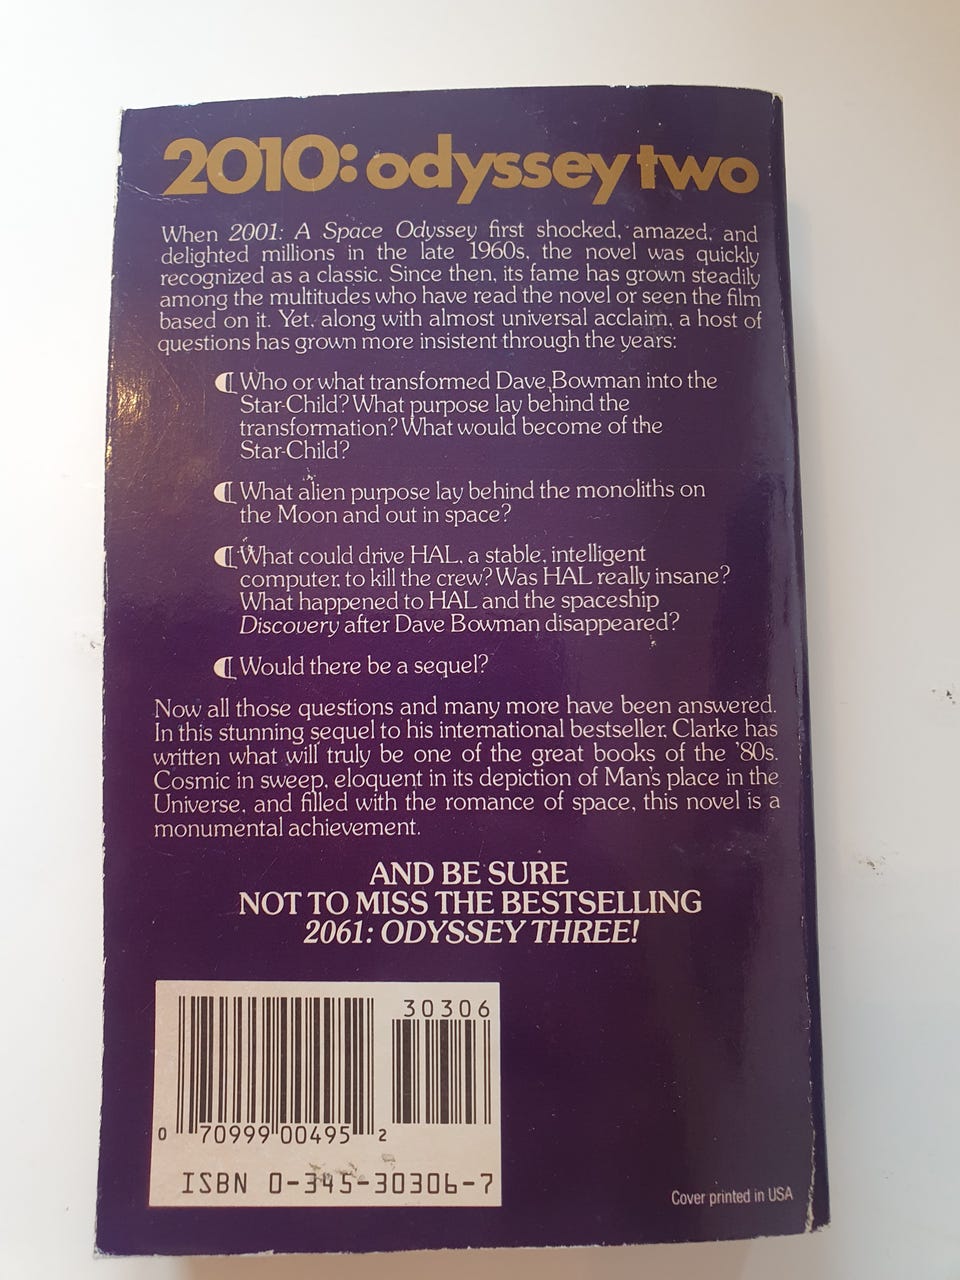 2010: odyssey two
When 2001: A Space Odyssey first shocked, amazed, and
delighted millions in the late 1960s, the novel was quickly
recognized as a classic. Since then, its fame has grown steadily
among the multitudes who have read the novel or seen the film
based on it. Yet, along with almost universal acclaim, a host of
questions has grown more insistent through the years:
¶ Who or what transformed Dave Bowman into the
Star-Child? What purpose lay behind the
transformation? What would become of the
Star-Child?
¶ What alien purpose lay behind the monoliths on
the Moon and out in space?
¶ What could drive HAL, a stable, intelligent
computer, to kill the crew? Was HAL really insane?
What happened to HAL and the spaceship
Discovery after Dave Bowman disappeared?
¶ Would there be a sequel?
Now all those questions and many more have been answered.
In this stunning sequel to his international bestseller, Clarke has
written what will truly be one of the great books of the '80s.
Cosmic in sweep, eloquent in its depiction of Man's place in the
Universe, and filled with the romance of space, this novel is a
monumental achievement.
AND BE SURE
NOT TO MISS THE BESTSELLING
2061: ODYSSEY THREE!
30306
0 70999 00495 2
ISBN 0-345-30306-7
Cover printed in USA